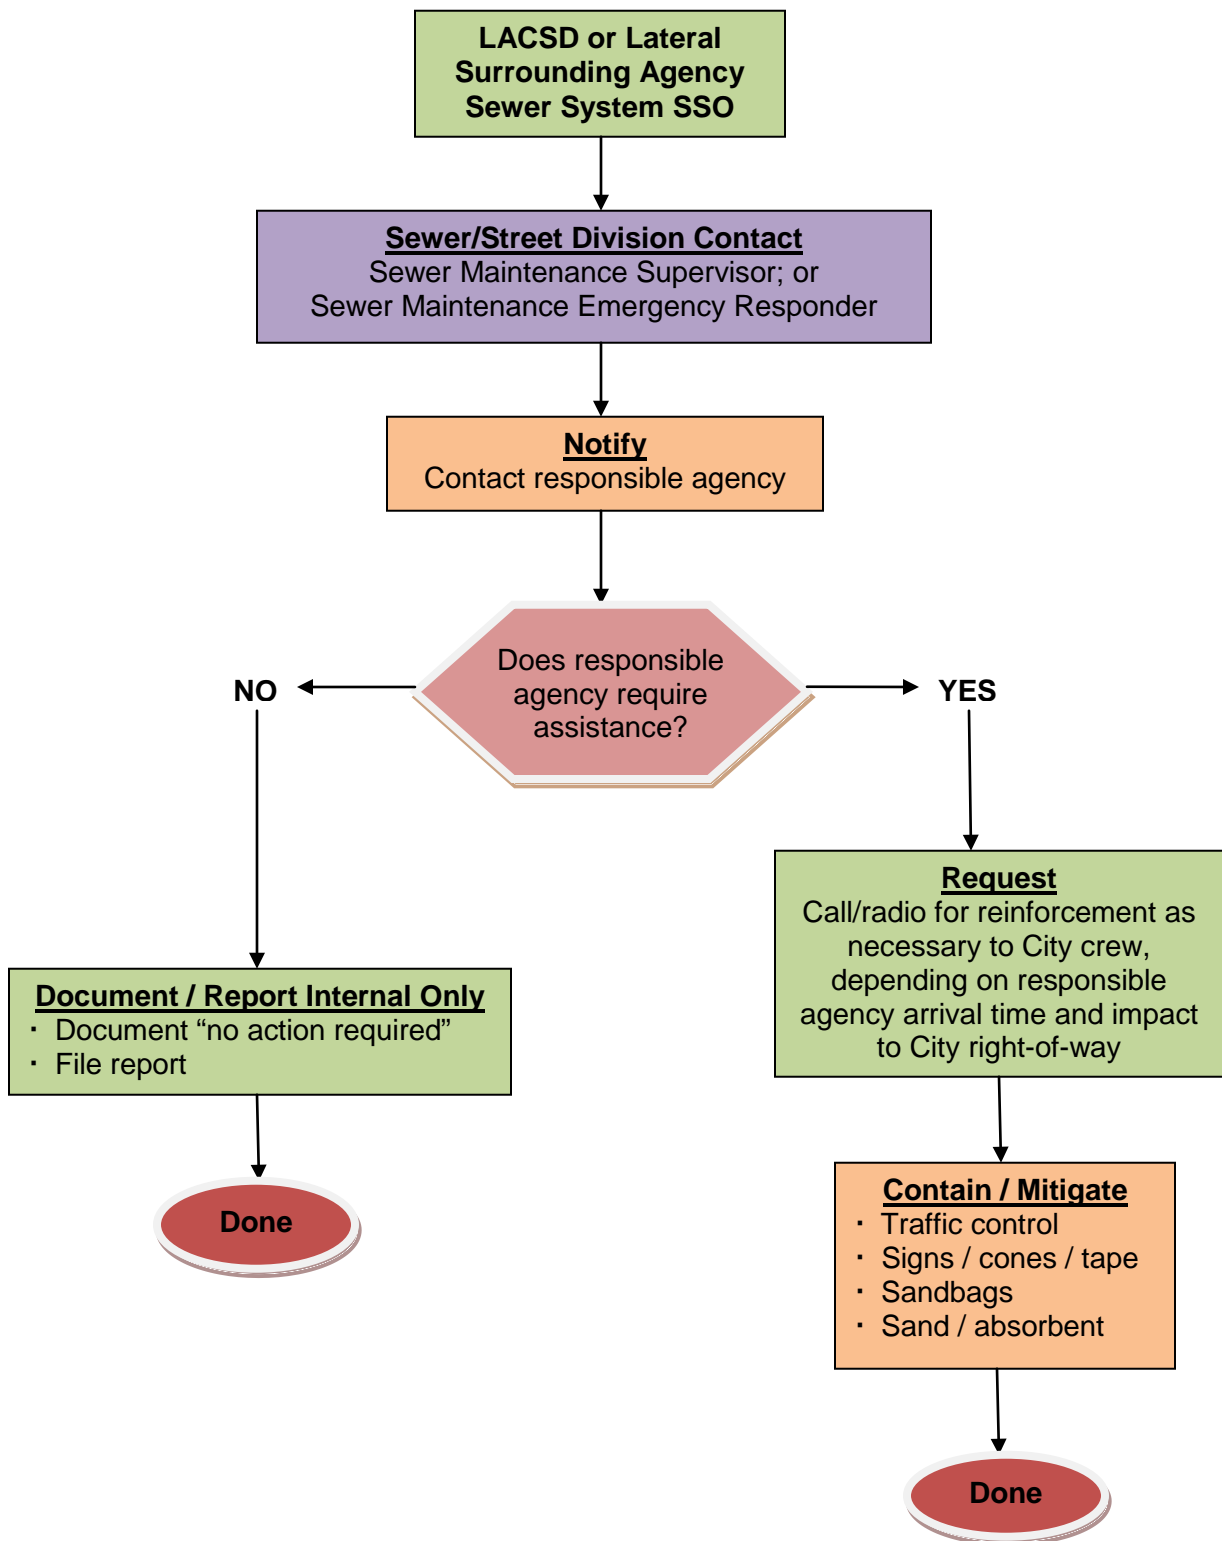 LACSD or Lateral
Surrounding Agency
Sewer System SSO
Sewer/Street Division Contact
Sewer Maintenance Supervisor; or
Sewer Maintenance Emergency Responder
Notify
Contact responsible agency
Does responsible
agency require
assistance?
NO
YES
Document / Report Internal Only
· Document “no action required”
· File report
Done
Request
Call/radio for reinforcement as
necessary to City crew,
depending on responsible
agency arrival time and impact
to City right-of-way
Contain / Mitigate
· Traffic control
· Signs / cones / tape
· Sandbags
· Sand / absorbent
Done